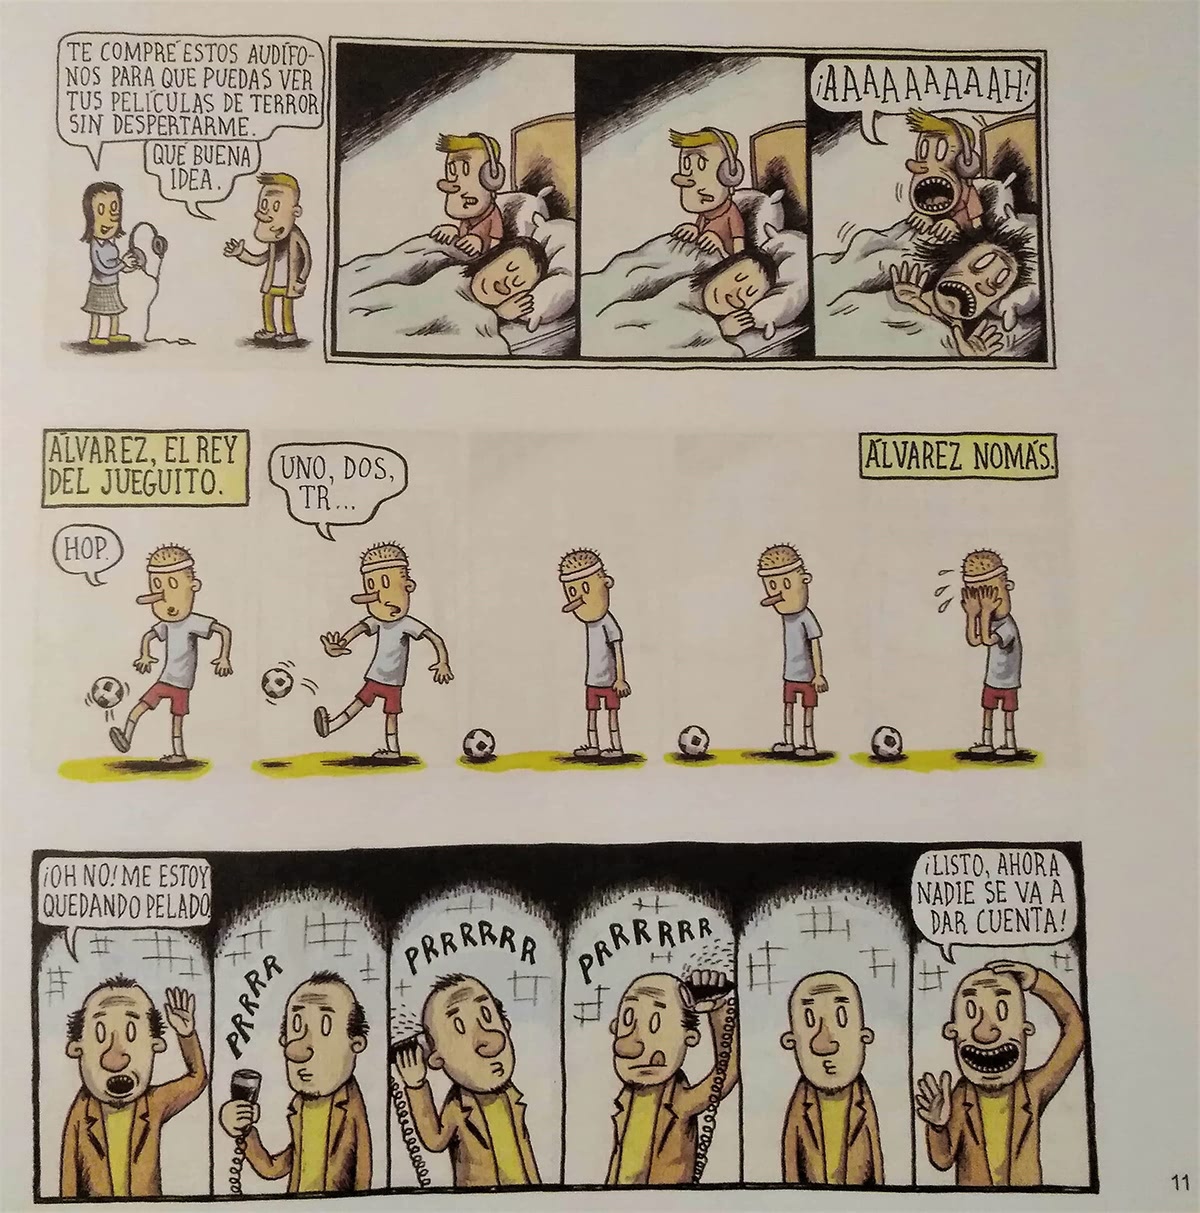 TE COMPRÉ ESTOS AUDÍFO-
NOS PARA QUE PUEDAS VER
TUS PELÍCULAS DE TERROR
SIN DESPERTARME.
QUÉ BUENA
IDEA.
¡AAAAAAAAAH!
ÁLVAREZ, EL REY
DEL JUEGUITO.
HOP.
UNO, DOS,
TR...
ÁLVAREZ NOMÁS.
¡OH NO! ME ESTOY
QUEDANDO PELADO.
PRRRR
PRRRRRR
PRRRRRR
¡LISTO, AHORA
NADIE SE VA A
DAR CUENTA!
11